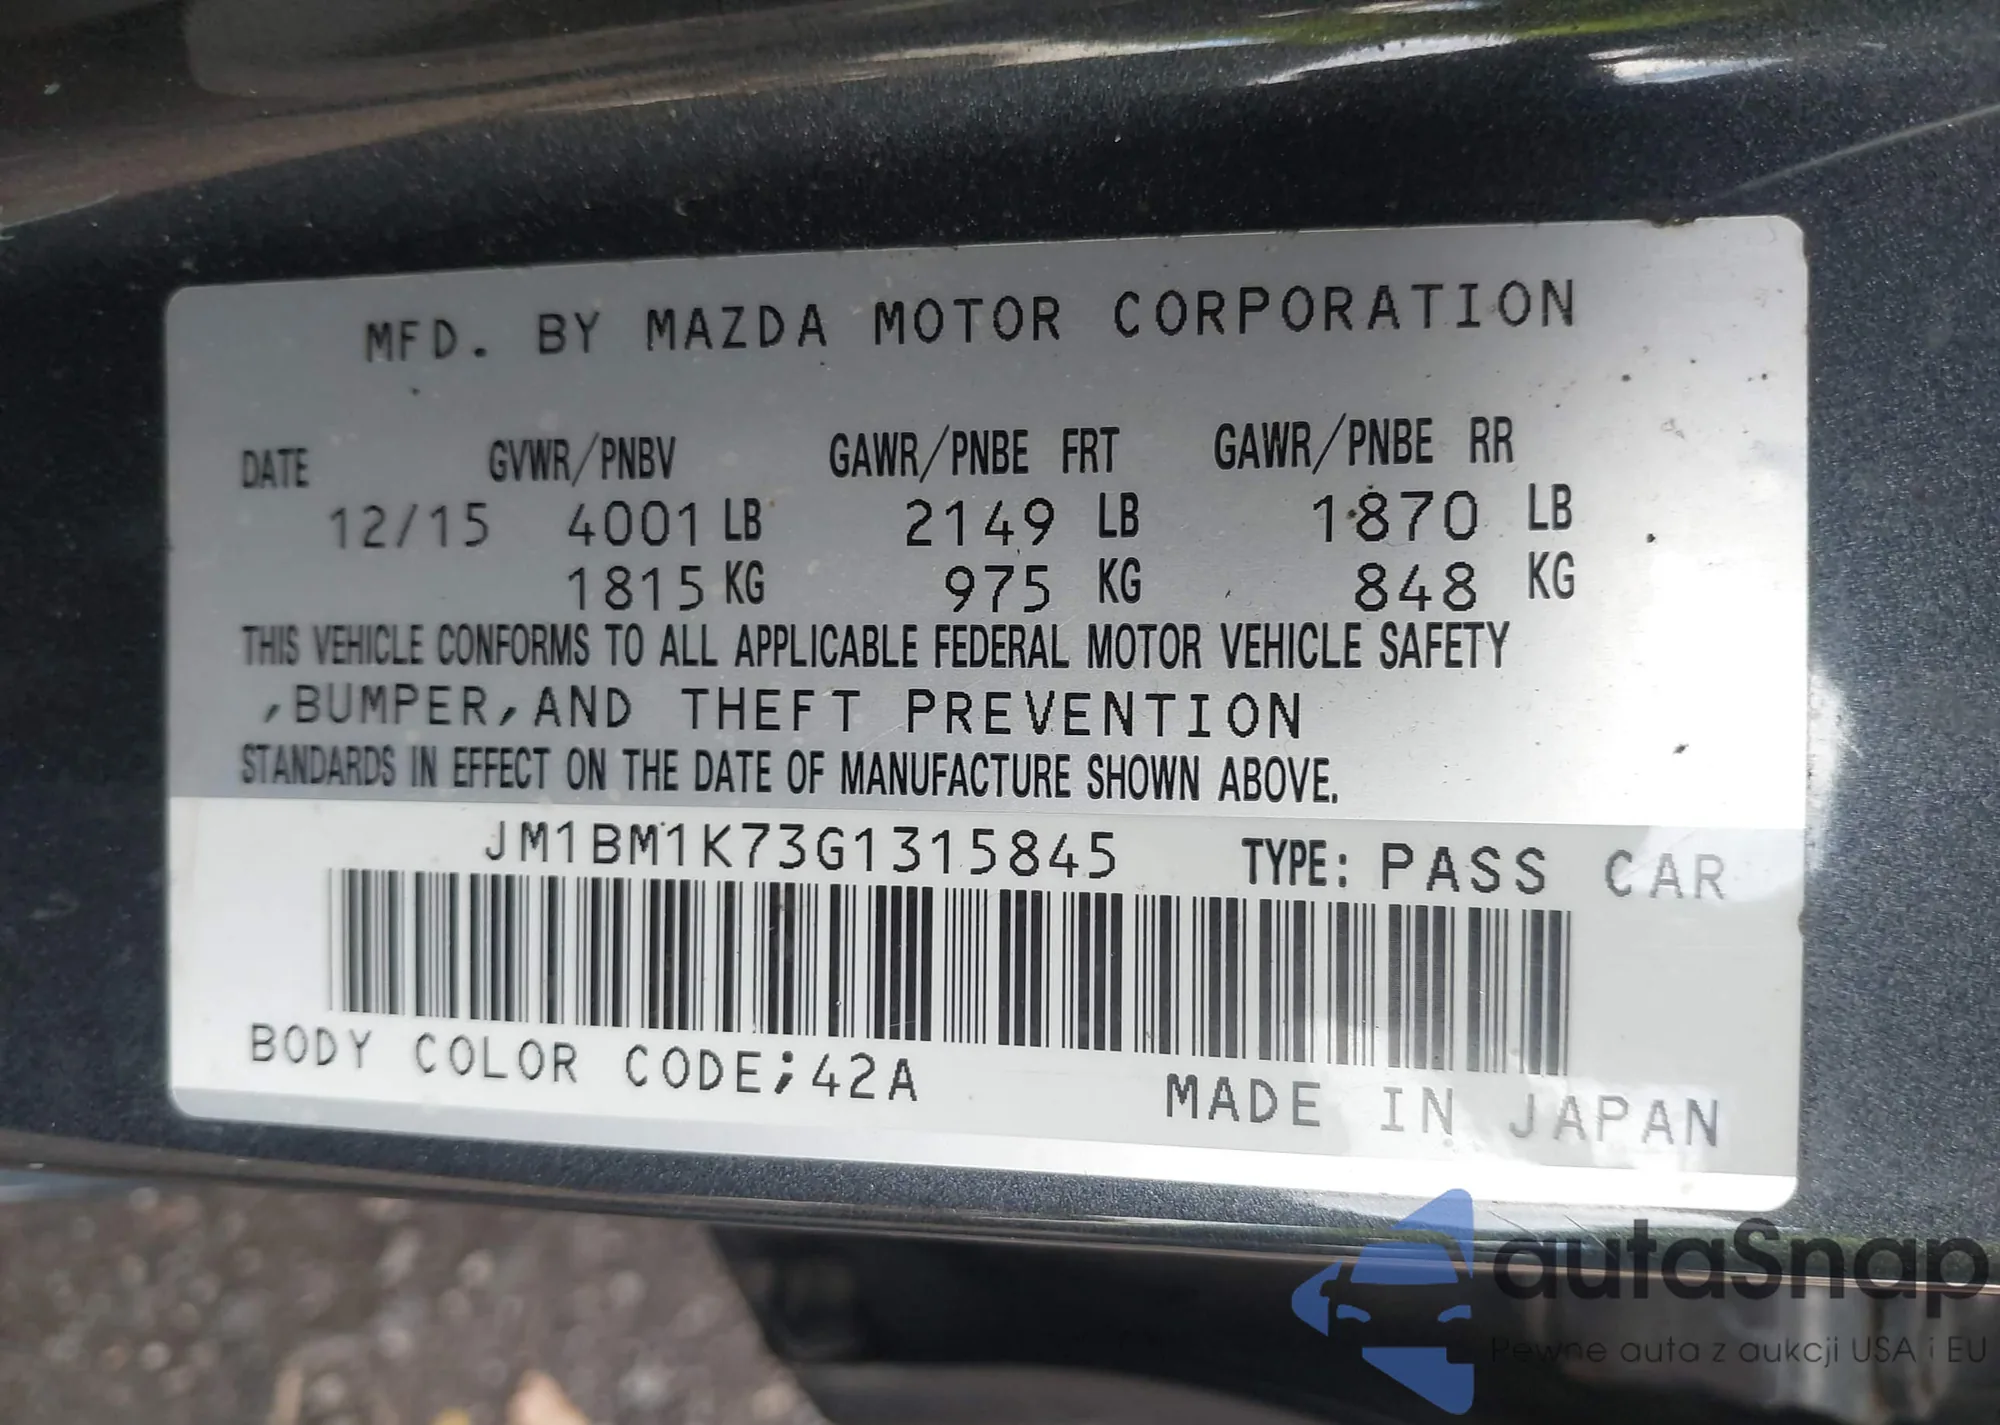 MFD. BY MAZDA MOTOR CORPORATION
DATE GVWR/PNBV GAWR/PNBE FRT GAWR/PNBE RR
12/15 4001 LB 2149 LB 1870 LB
1815 KG 975 KG 848 KG
THIS VEHICLE CONFORMS TO ALL APPLICABLE FEDERAL MOTOR VEHICLE SAFETY
,BUMPER,AND THEFT PREVENTION
STANDARDS IN EFFECT ON THE DATE OF MANUFACTURE SHOWN ABOVE.
JM1BM1K73G1315845 TYPE: PASS CAR
BODY COLOR CODE;42A
MADE IN JAPAN
autaSnap
Pewne auta z aukcji USA i EU